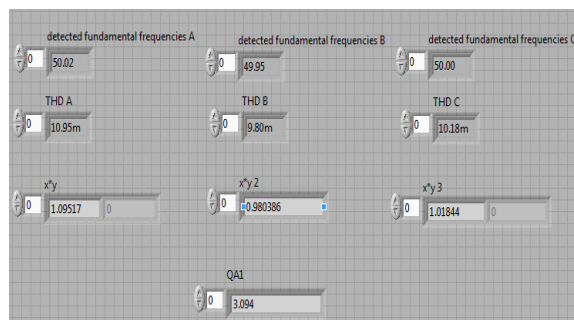 detected fundamental frequencies A detected fundamental frequencies B detected fundamental frequencies C
0 50.02 0 49.95 0 50.00
THD A THD B THD C
0 10.95m 0 9.80m 0 10.18m
x*y x*y 2 x*y 3
0 1.09517 0 0 0.980386 0 1.01844 0
QA1
0 3.094